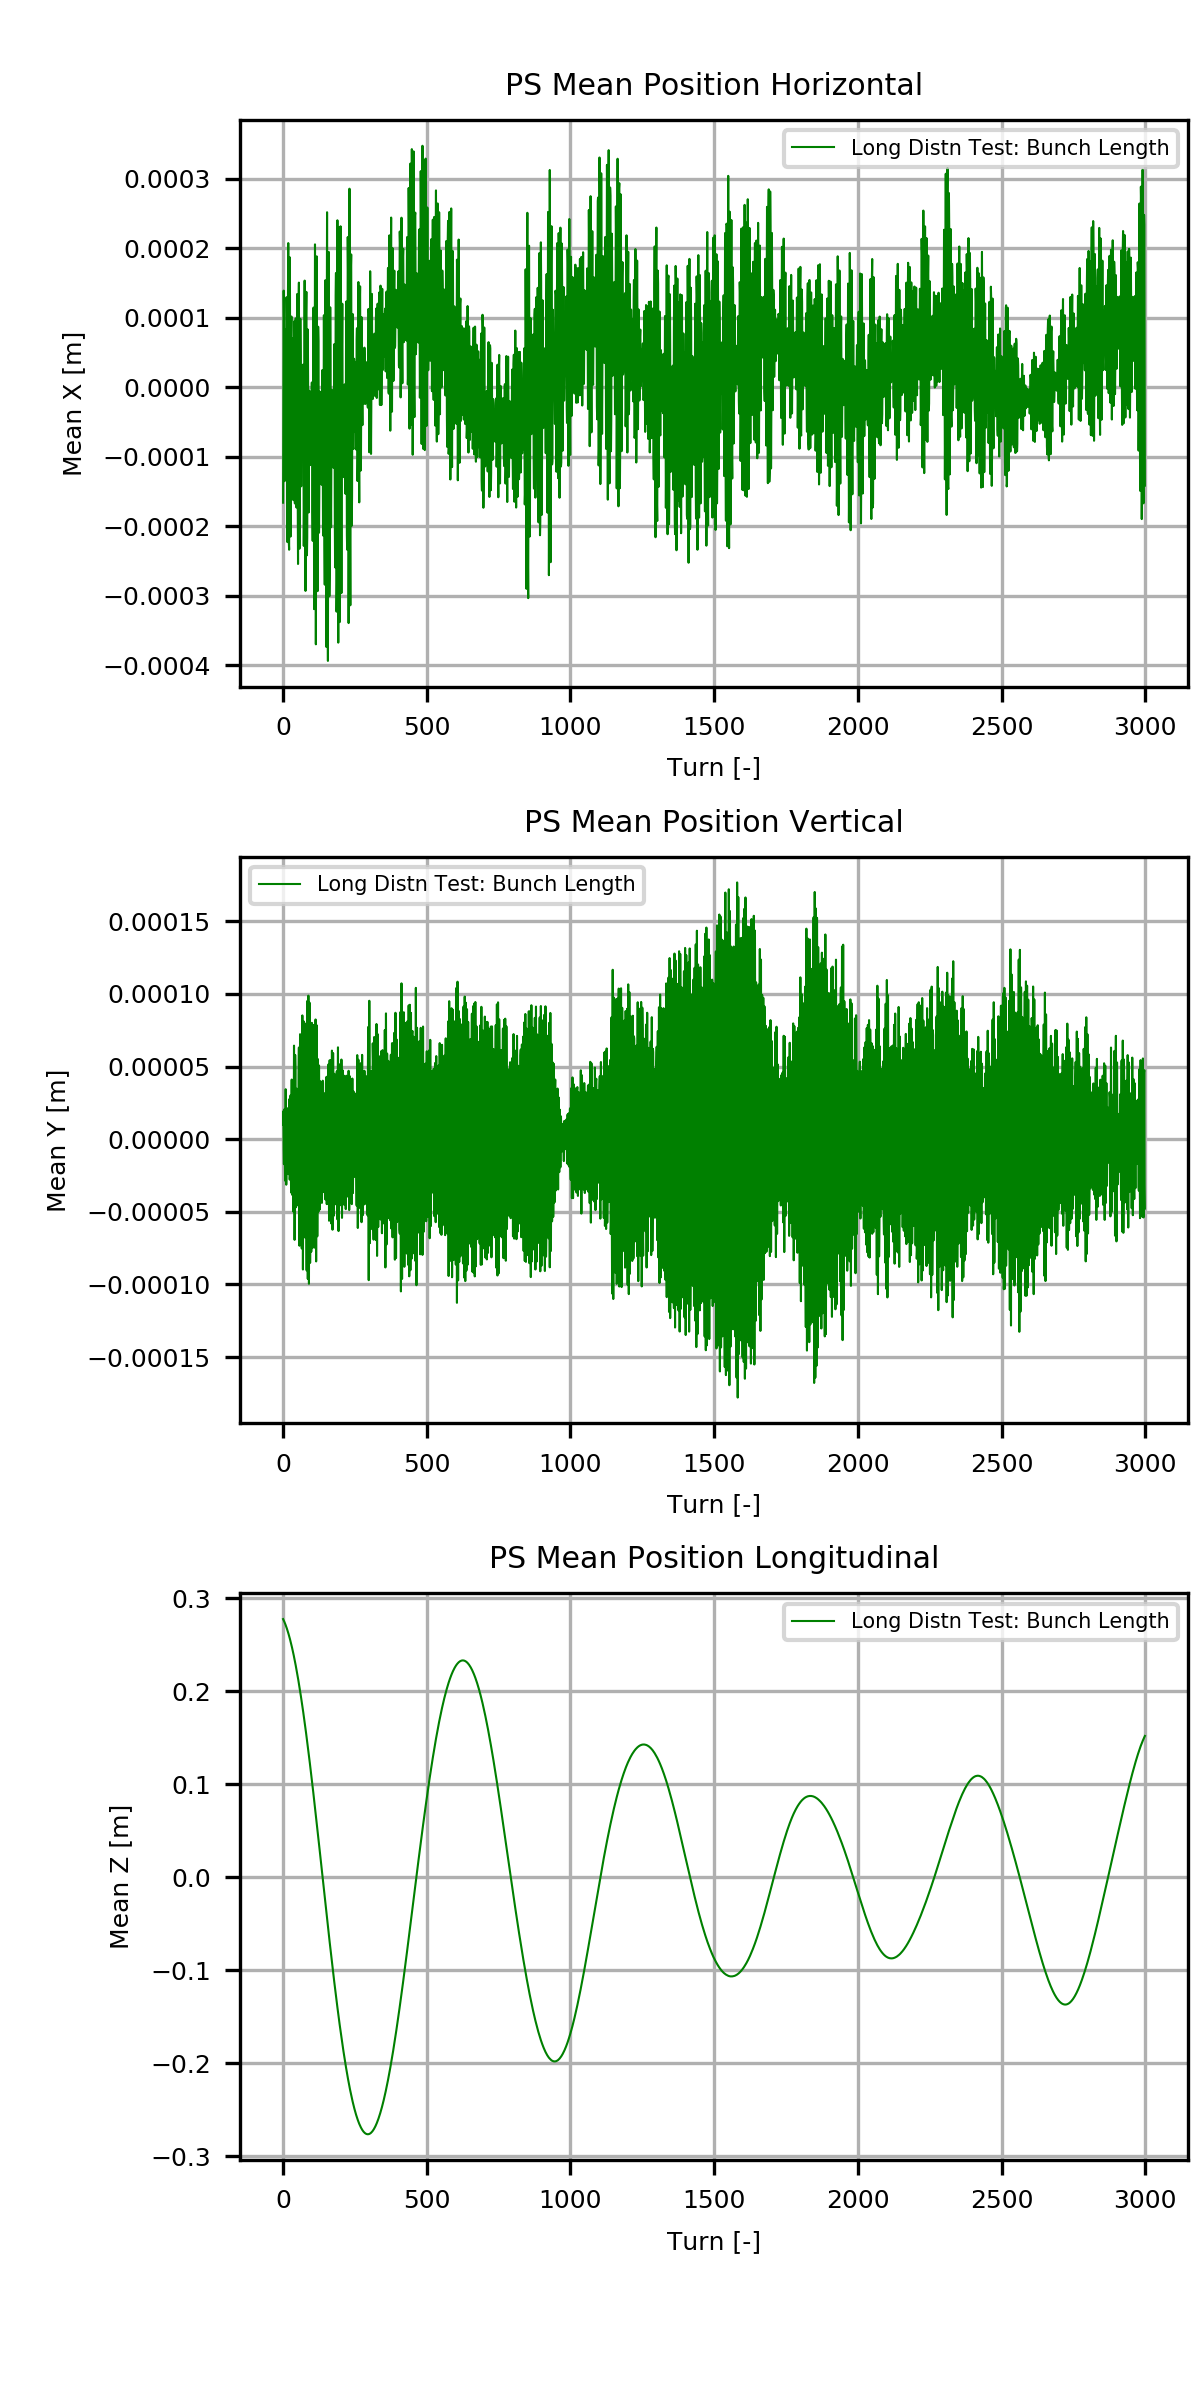 PS Mean Position Horizontal
Long Distn Test: Bunch Length
0.0003
0.0002
0.0001
0.0000
−0.0001
−0.0002
−0.0003
−0.0004
Mean X [m]
0 500 1000 1500 2000 2500 3000
Turn [-]
PS Mean Position Vertical
Long Distn Test: Bunch Length
0.00015
0.00010
0.00005
0.00000
−0.00005
−0.00010
−0.00015
Mean Y [m]
0 500 1000 1500 2000 2500 3000
Turn [-]
PS Mean Position Longitudinal
Long Distn Test: Bunch Length
0.3
0.2
0.1
0.0
−0.1
−0.2
−0.3
Mean Z [m]
0 500 1000 1500 2000 2500 3000
Turn [-]